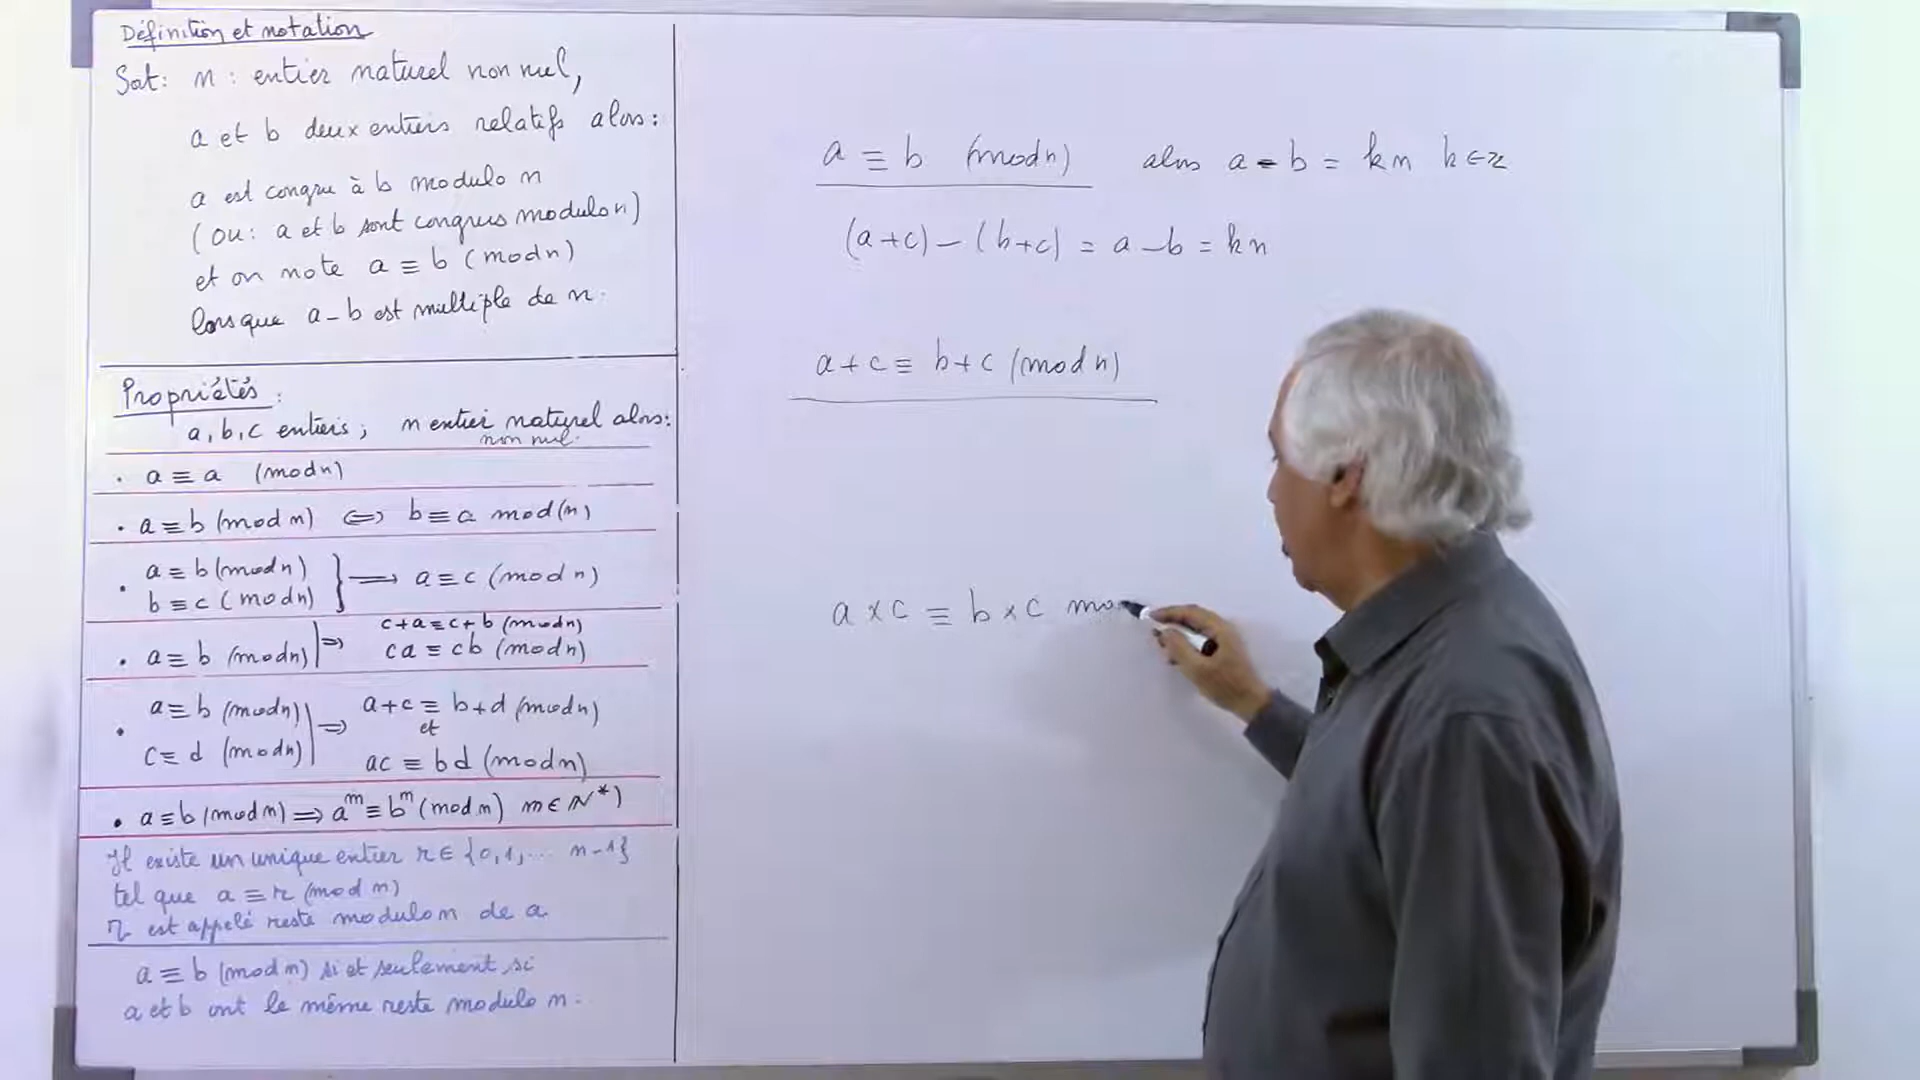 Définition et notation
Soit: n : entier naturel non nul,
a et b deux entiers relatifs alors :
a est congru à b modulo n
(ou : a et b sont congrus modulo n)
et on note a ≡ b (mod n)
lorsque a - b est multiple de n.
Propriétés :
a, b, c entiers ; n entier naturel alors :
non nul.
. a ≡ a (mod n)
. a ≡ b (mod n) ⟺ b ≡ a mod(n)
. a ≡ b (mod n)
b ≡ c (mod n) } ⟹ a ≡ c (mod n)
c+a ≡ c+b (mod n)
. a ≡ b (mod n) | ⟹ ca ≡ cb (mod n)
a ≡ b (mod n) a+c ≡ b+d (mod n)
. | ⟹ et
c ≡ d (mod n) ac ≡ bd (mod n)
. a ≡ b (mod n) ⟹ a^m ≡ b^m (mod n) m ∈ N*)
Il existe un unique entier r ∈ {0,1,... n-1}
tel que a ≡ r (mod n)
r est appelé reste modulo n de a
a ≡ b (mod n) si et seulement si
a et b ont le même reste modulo n.
a ≡ b (mod n) alors a - b = kn k ∈ Z
(a+c) - (b+c) = a - b = kn
a + c ≡ b + c (mod n)
a × c ≡ b × c mo